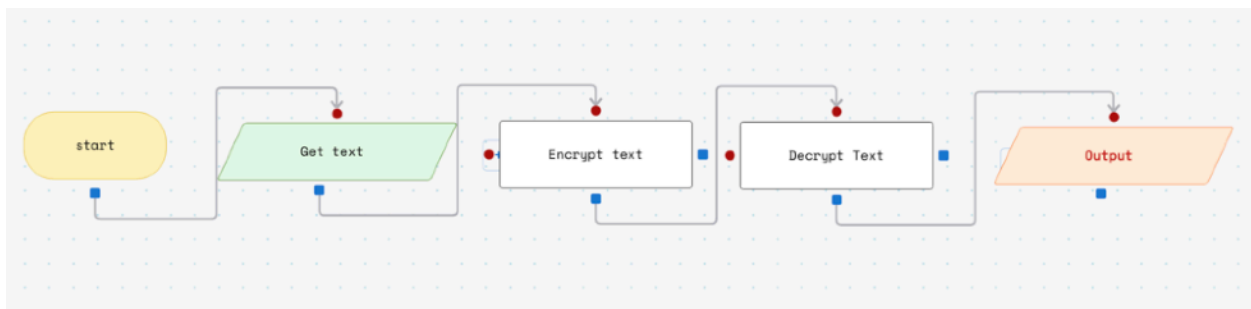 start
Get text
Encrypt text
Decrypt Text
Output